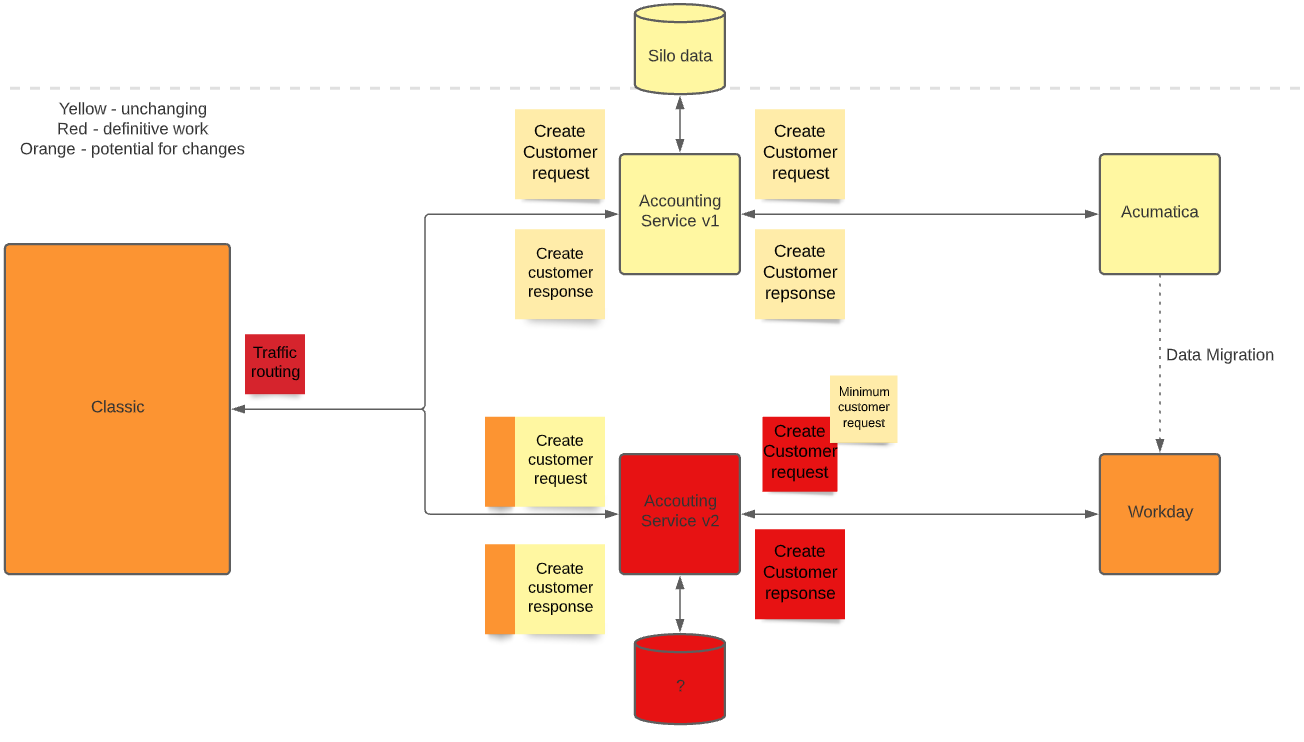 Silo data
Yellow - unchanging
Red - definitive work
Orange - potential for changes
Create
Customer
request
Create
Customer
request
Accounting
Service v1
Acumatica
Create
customer
response
Create
Customer
repsonse
Traffic
routing
Classic
Data Migration
Minimum
customer
request
Create
customer
request
Create
Customer
request
Accouting
Service v2
Workday
Create
customer
response
Create
Customer
repsonse
?